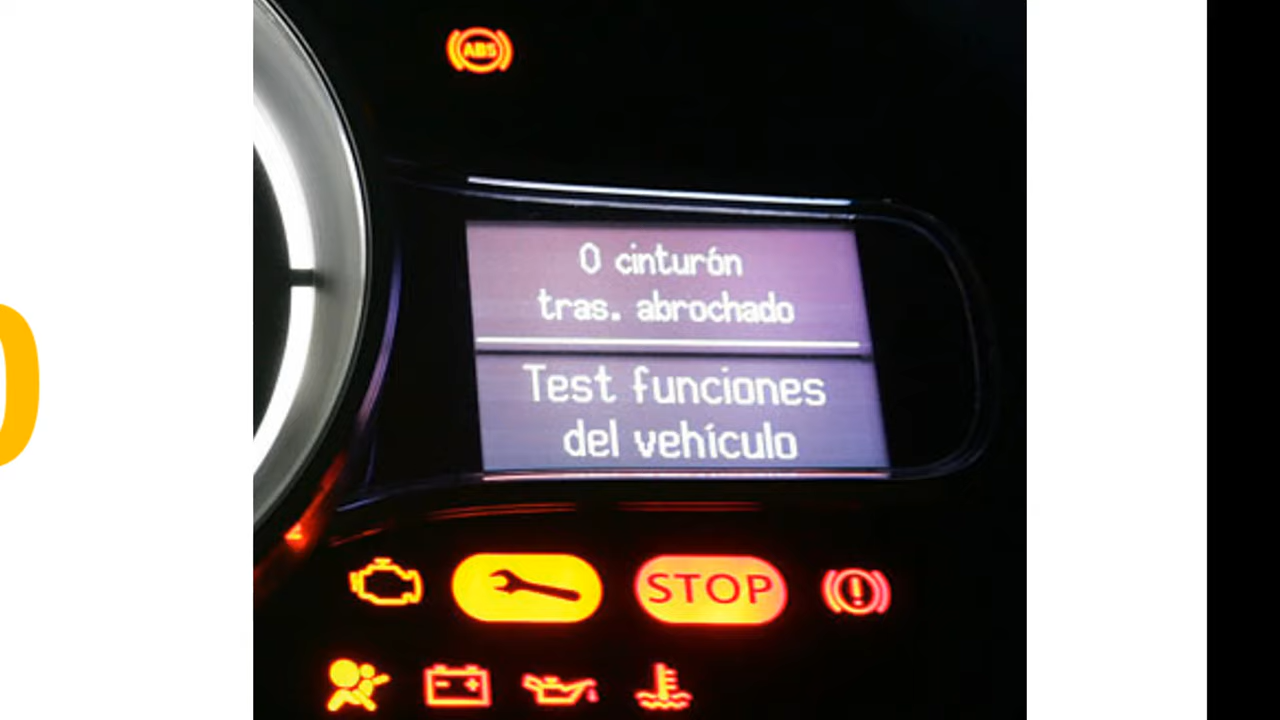 ABS
0 cinturón
tras. abrochado
Test funciones
del vehículo
STOP